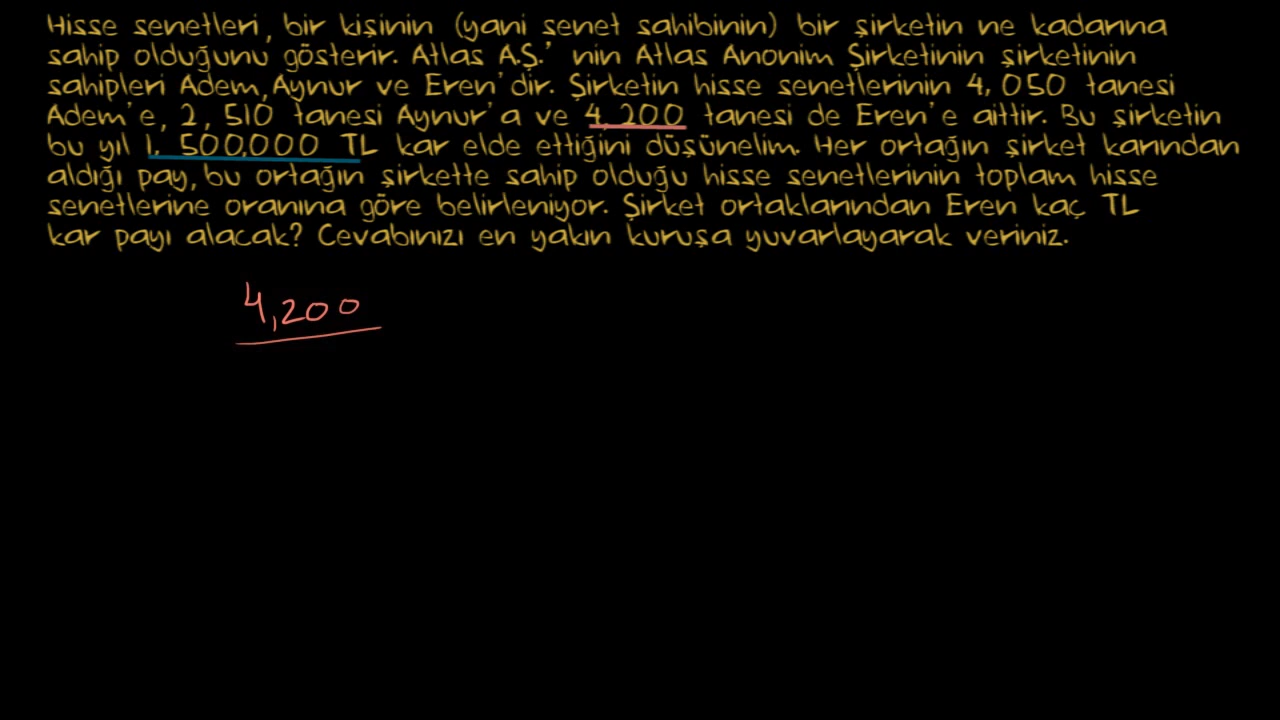 Hisse senetleri, bir kişinin (yani senet sahibinin) bir şirketin ne kadarına
sahip olduğunu gösterir. Atlas A.Ş.' nin Atlas Anonim Şirketinin şirketinin
sahipleri Adem, Aynur ve Eren'dir. Şirketin hisse senetlerinin 4, 050 tanesi
Adem'e, 2, 510 tanesi Aynur'a ve 4, 200 tanesi de Eren'e aittir. Bu şirketin
bu yıl 1, 500,000 TL kar elde ettiğini düşünelim. Her ortağın şirket karından
aldığı pay, bu ortağın şirkette sahip olduğu hisse senetlerinin toplam hisse
senetlerine oranına göre belirleniyor. Şirket ortaklarından Eren kaç TL
kar payı alacak? Cevabınızı en yakın kuruşa yuvarlayarak veriniz.
4,200